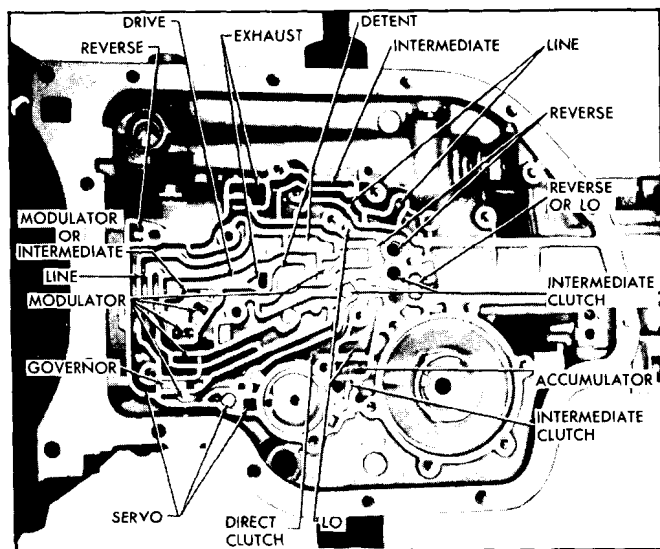 DRIVE
EXHAUST
DETENT
REVERSE
INTERMEDIATE
LINE
REVERSE
REVERSE
OR LO
MODULATOR
OR
INTERMEDIATE
LINE
MODULATOR
INTERMEDIATE
CLUTCH
GOVERNOR
ACCUMULATOR
INTERMEDIATE
CLUTCH
SERVO
DIRECT
CLUTCH
LO